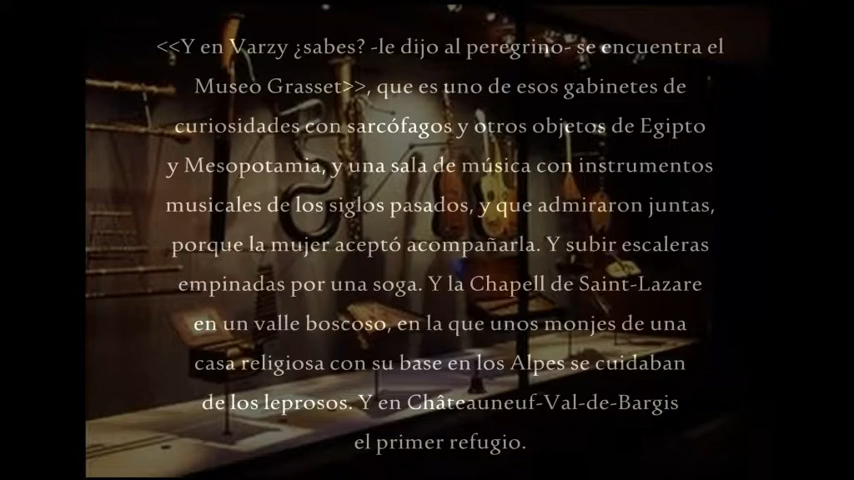 <<Y en Varzy ¿sabes? -le dijo al peregrino- se encuentra el
Museo Grasset>>, que es uno de esos gabinetes de
curiosidades con sarcófagos y otros objetos de Egipto
y Mesopotamia, y una sala de música con instrumentos
musicales de los siglos pasados, y que admiraron juntas,
porque la mujer aceptó acompañarla. Y subir escaleras
empinadas por una soga. Y la Chapell de Saint-Lazare
en un valle boscoso, en la que unos monjes de una
casa religiosa con su base en los Alpes se cuidaban
de los leprosos. Y en Châteauneuf-Val-de-Bargis
el primer refugio.